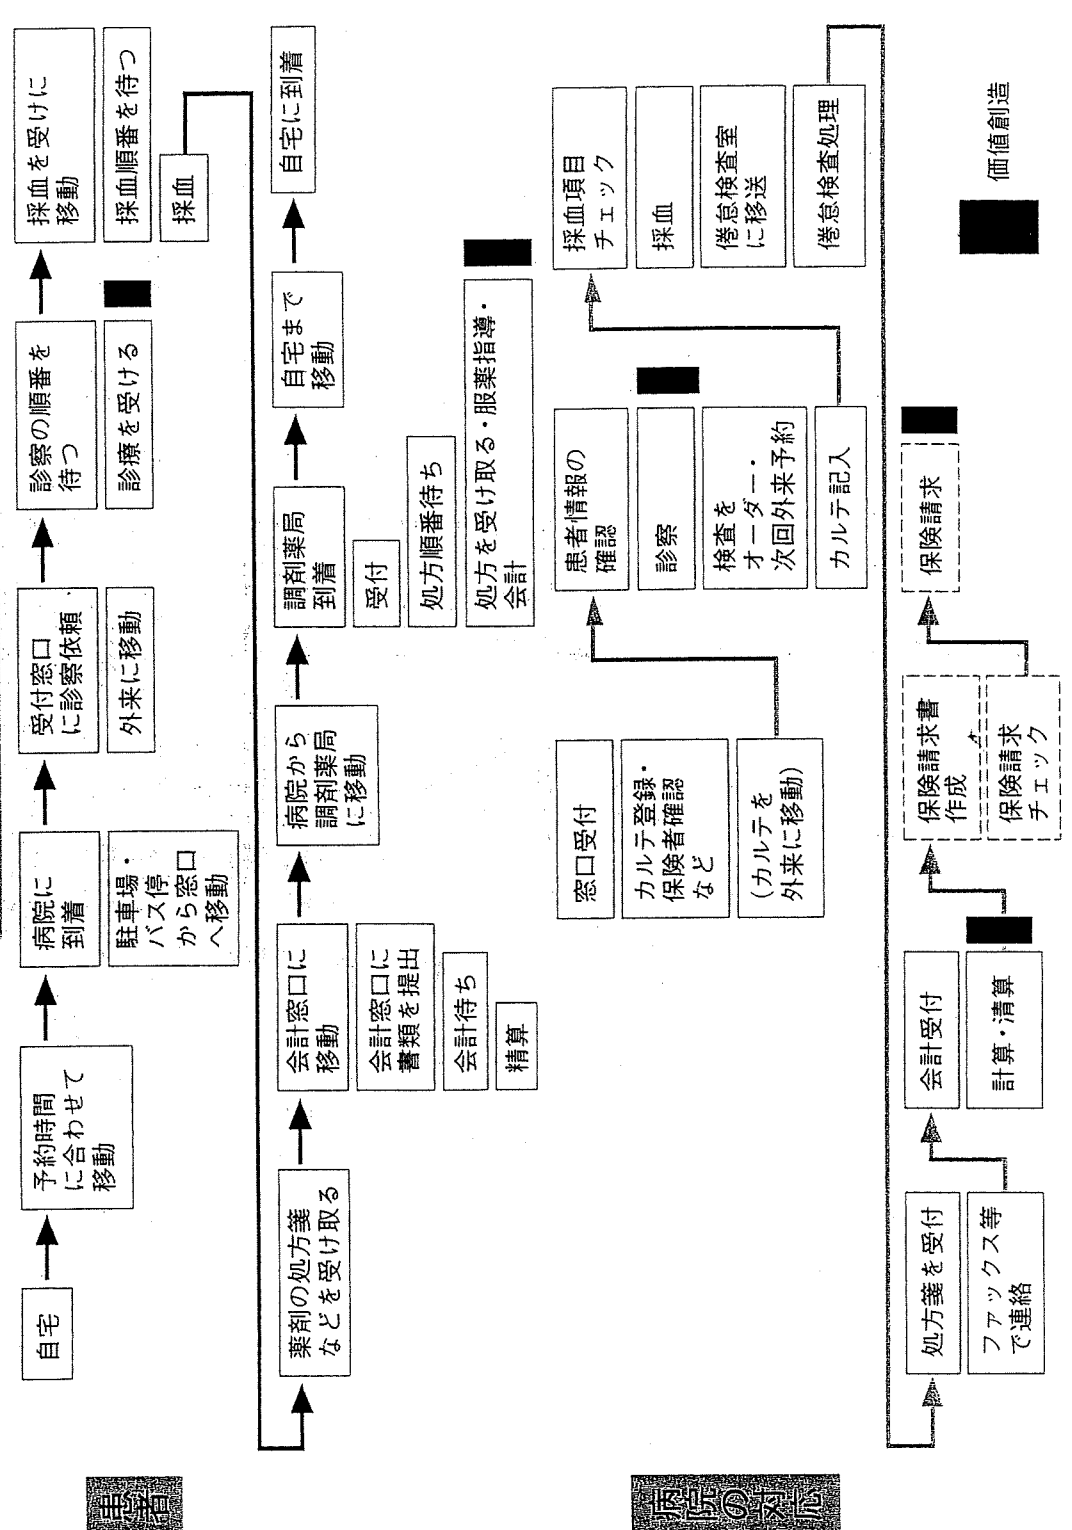 患者
自宅
予約時間
に合わせて
移動
病院に
到着
駐車場・
バス停
から窓口
へ移動
受付窓口
に診察依頼
外来に移動
診察の順番を
待つ
診療を受ける
採血を受けに
移動
採血順番を待つ
採血
薬剤の処方箋
などを受け取る
会計窓口に
移動
会計窓口に
書類を提出
会計待ち
精算
病院から
調剤薬局
に移動
調剤薬局
到着
受付
処方順番待ち
処方を受け取る・服薬指導・
会計
自宅まで
移動
自宅に到着
病院の対応
窓口受付
カルテ登録・
保険者確認
など
(カルテを
外来に移動)
患者情報の
確認
診察
検査を
オーダー・
次回外来予約
カルテ記入
採血項目
チェック
採血
倦怠検査室
に移送
倦怠検査処理
処方箋を受付
ファックス等
で連絡
会計受付
計算・清算
保険請求書
作成
保険請求
チェック
保険請求
価値創造